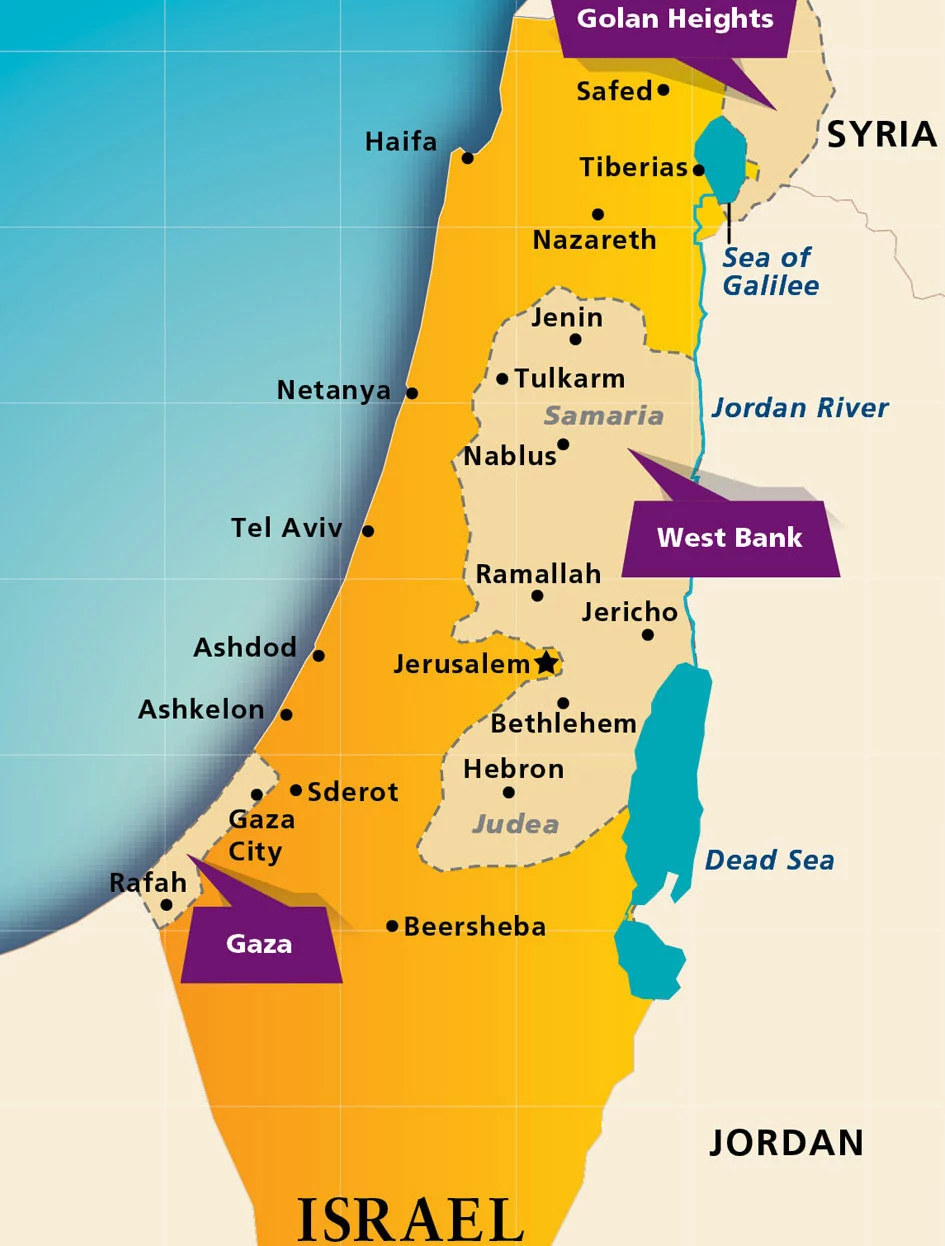 Golan Heights
Safed
SYRIA
Haifa
Tiberias
Nazareth
Sea of
Galilee
Jenin
Tulkarm
Netanya
Jordan River
Samaria
Nablus
Tel Aviv
West Bank
Ramallah
Jericho
Ashdod
Jerusalem
Ashkelon
Bethlehem
Hebron
Sderot
Gaza
City
Judea
Dead Sea
Rafah
Beersheba
Gaza
JORDAN
ISRAEL